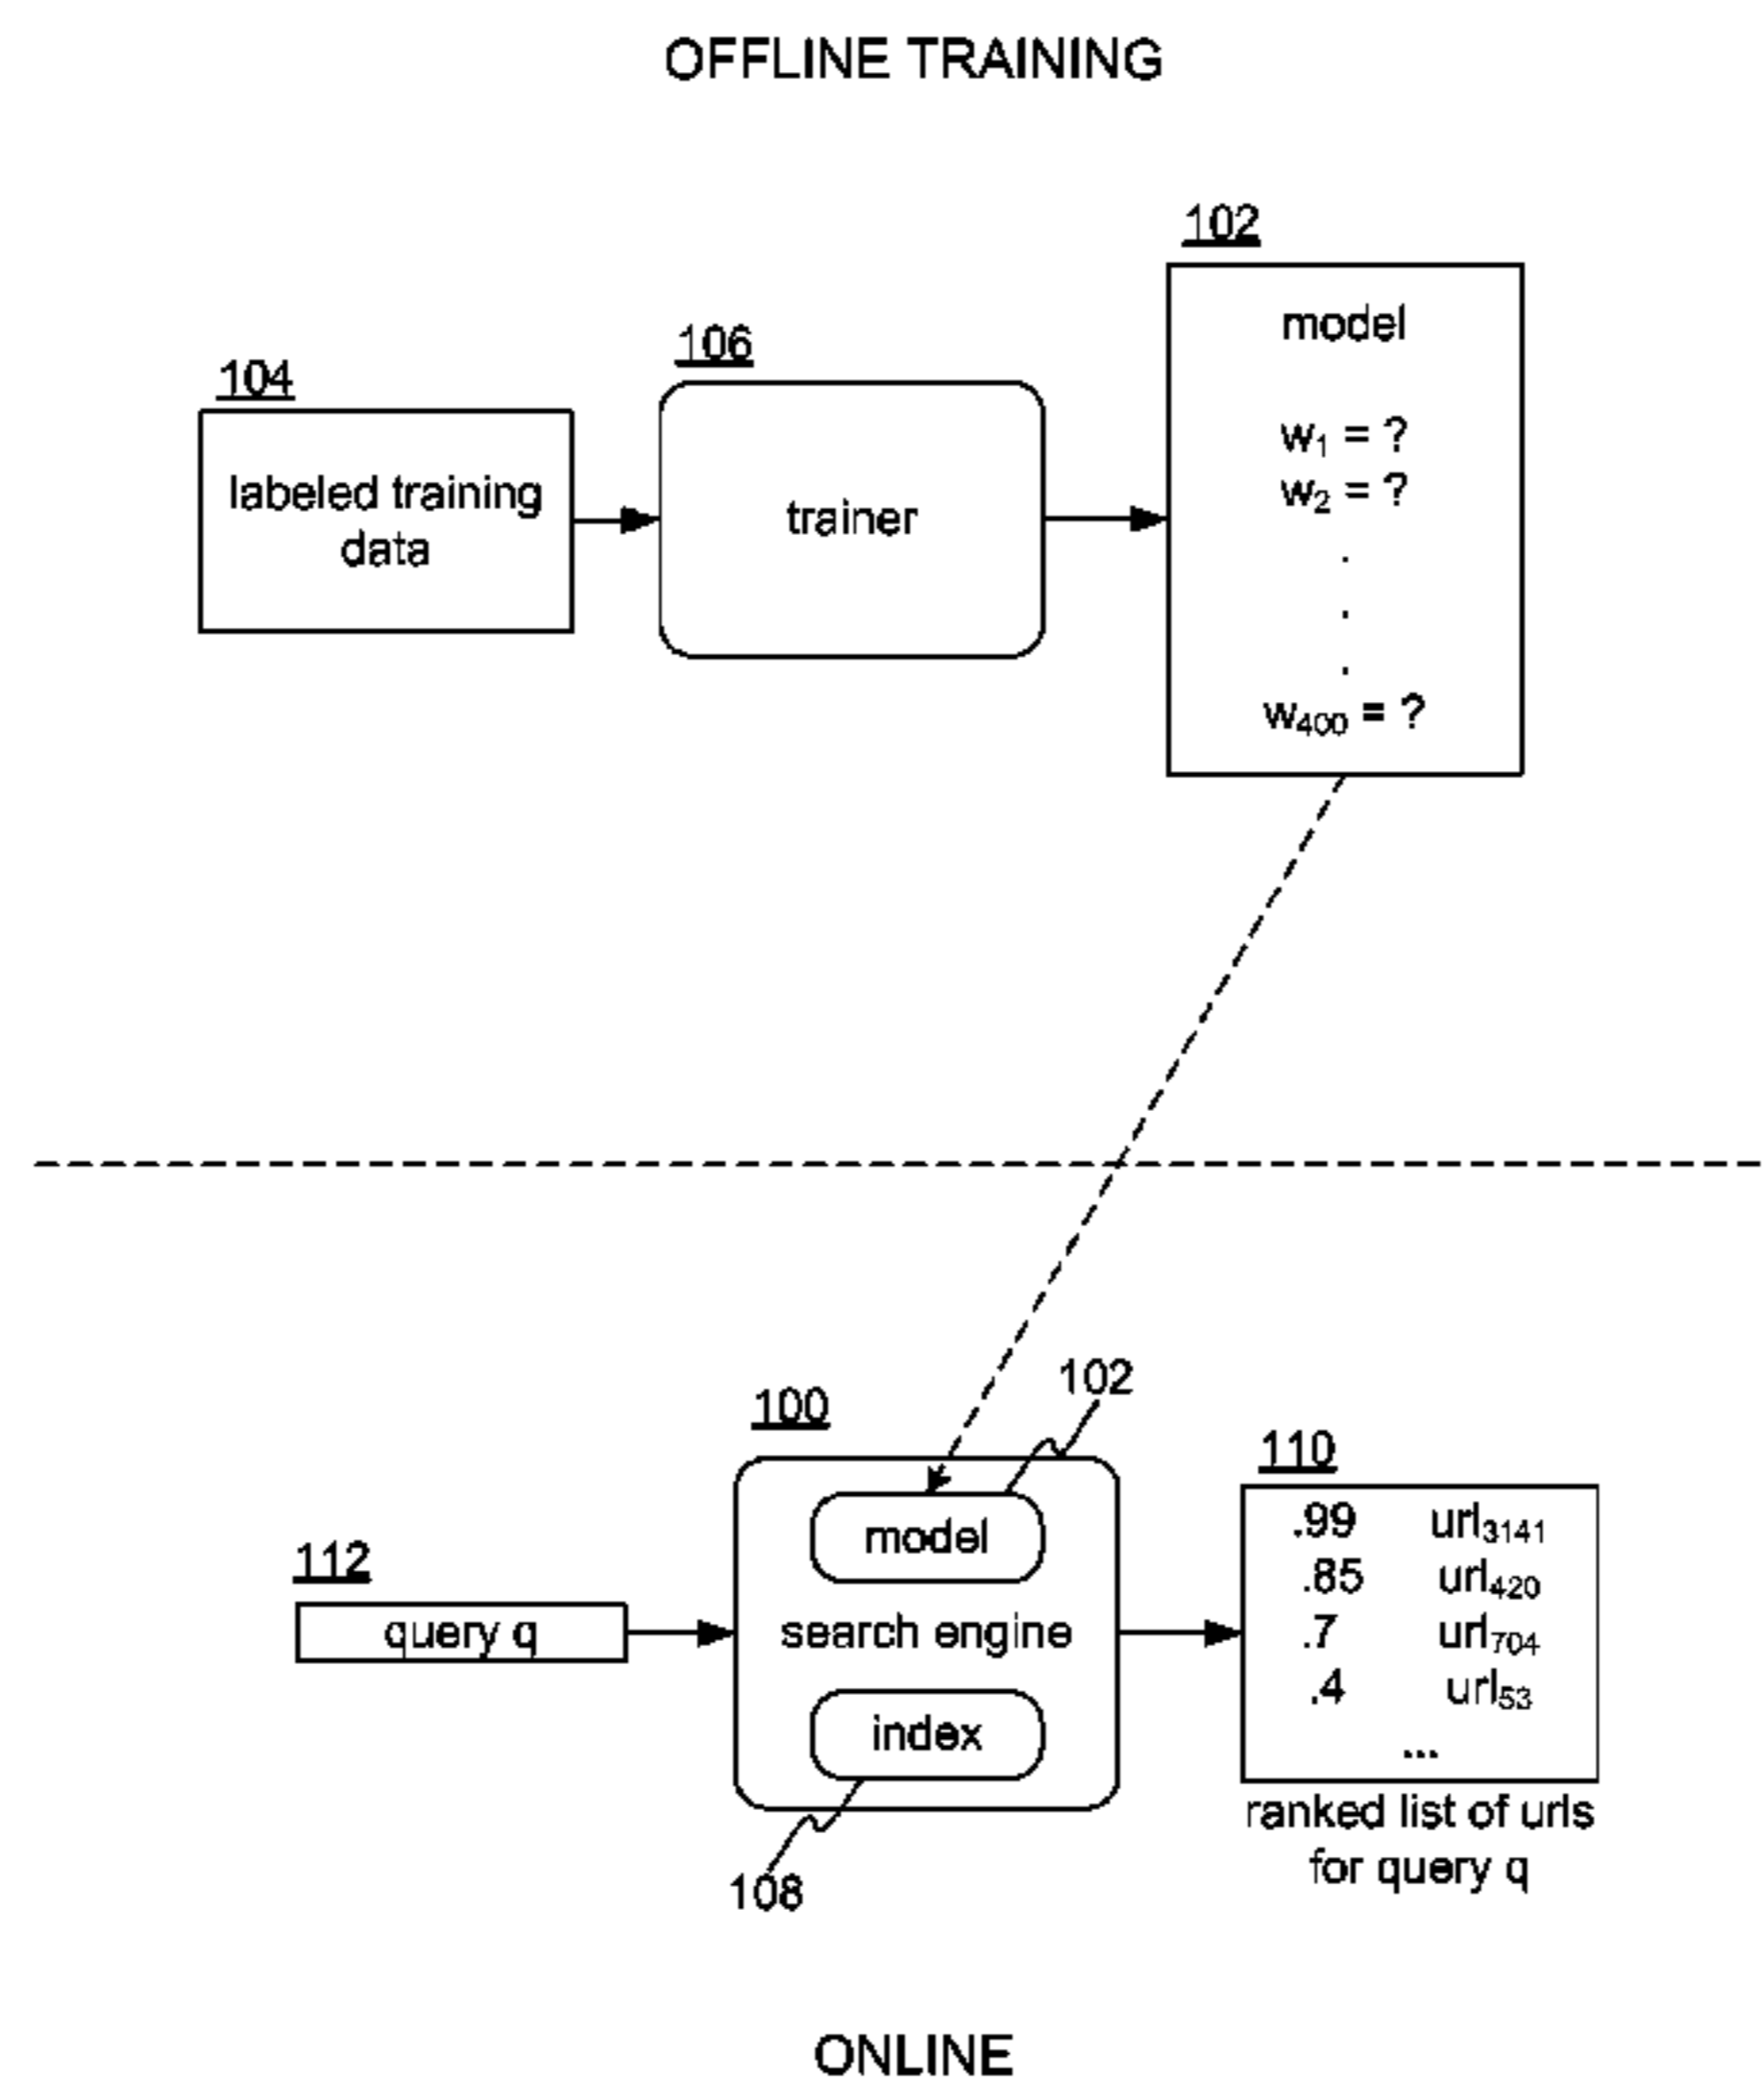 OFFLINE TRAINING
102
model
w1 = ?
w2 = ?
.
.
.
w400 = ?
106
trainer
104
labeled training
data
102
100
model
search engine
index
108
112
query q
110
.99 url3141
.85 url420
.7 url704
.4 url53
...
ranked list of urls
for query q
ONLINE